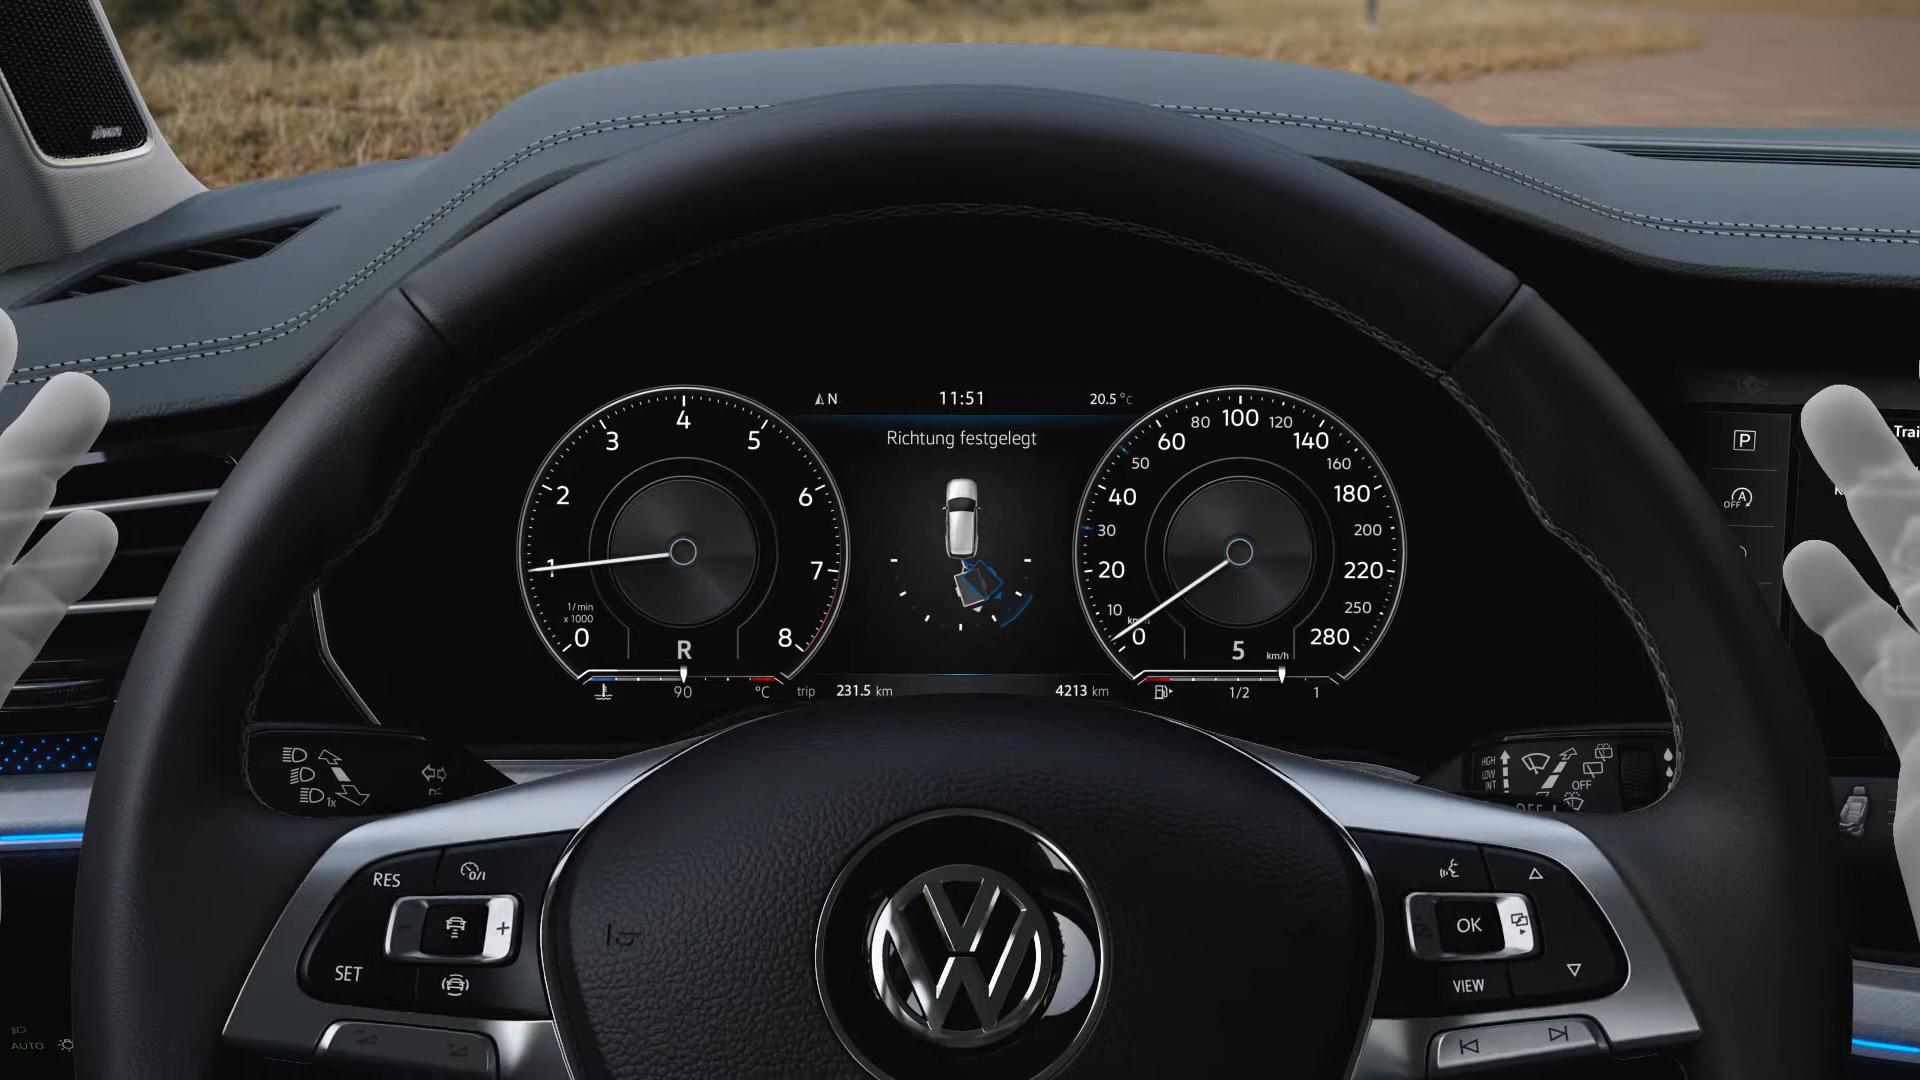 N
11:51
20.5 °C
Richtung festgelegt
0 1 2 3 4 5 6 7 8
1/min
x 1000
R
0 10 20 30 40 50 60 80 100 120 140 160 180 200 220 250 280
5 km/h
90 °C
trip 231.5 km
4213 km
1/2 1
P
A
OFF
1x
HIGH
LOW
INT
OFF
OFF
RES
0/I
SET
+
OK
VIEW
AUTO